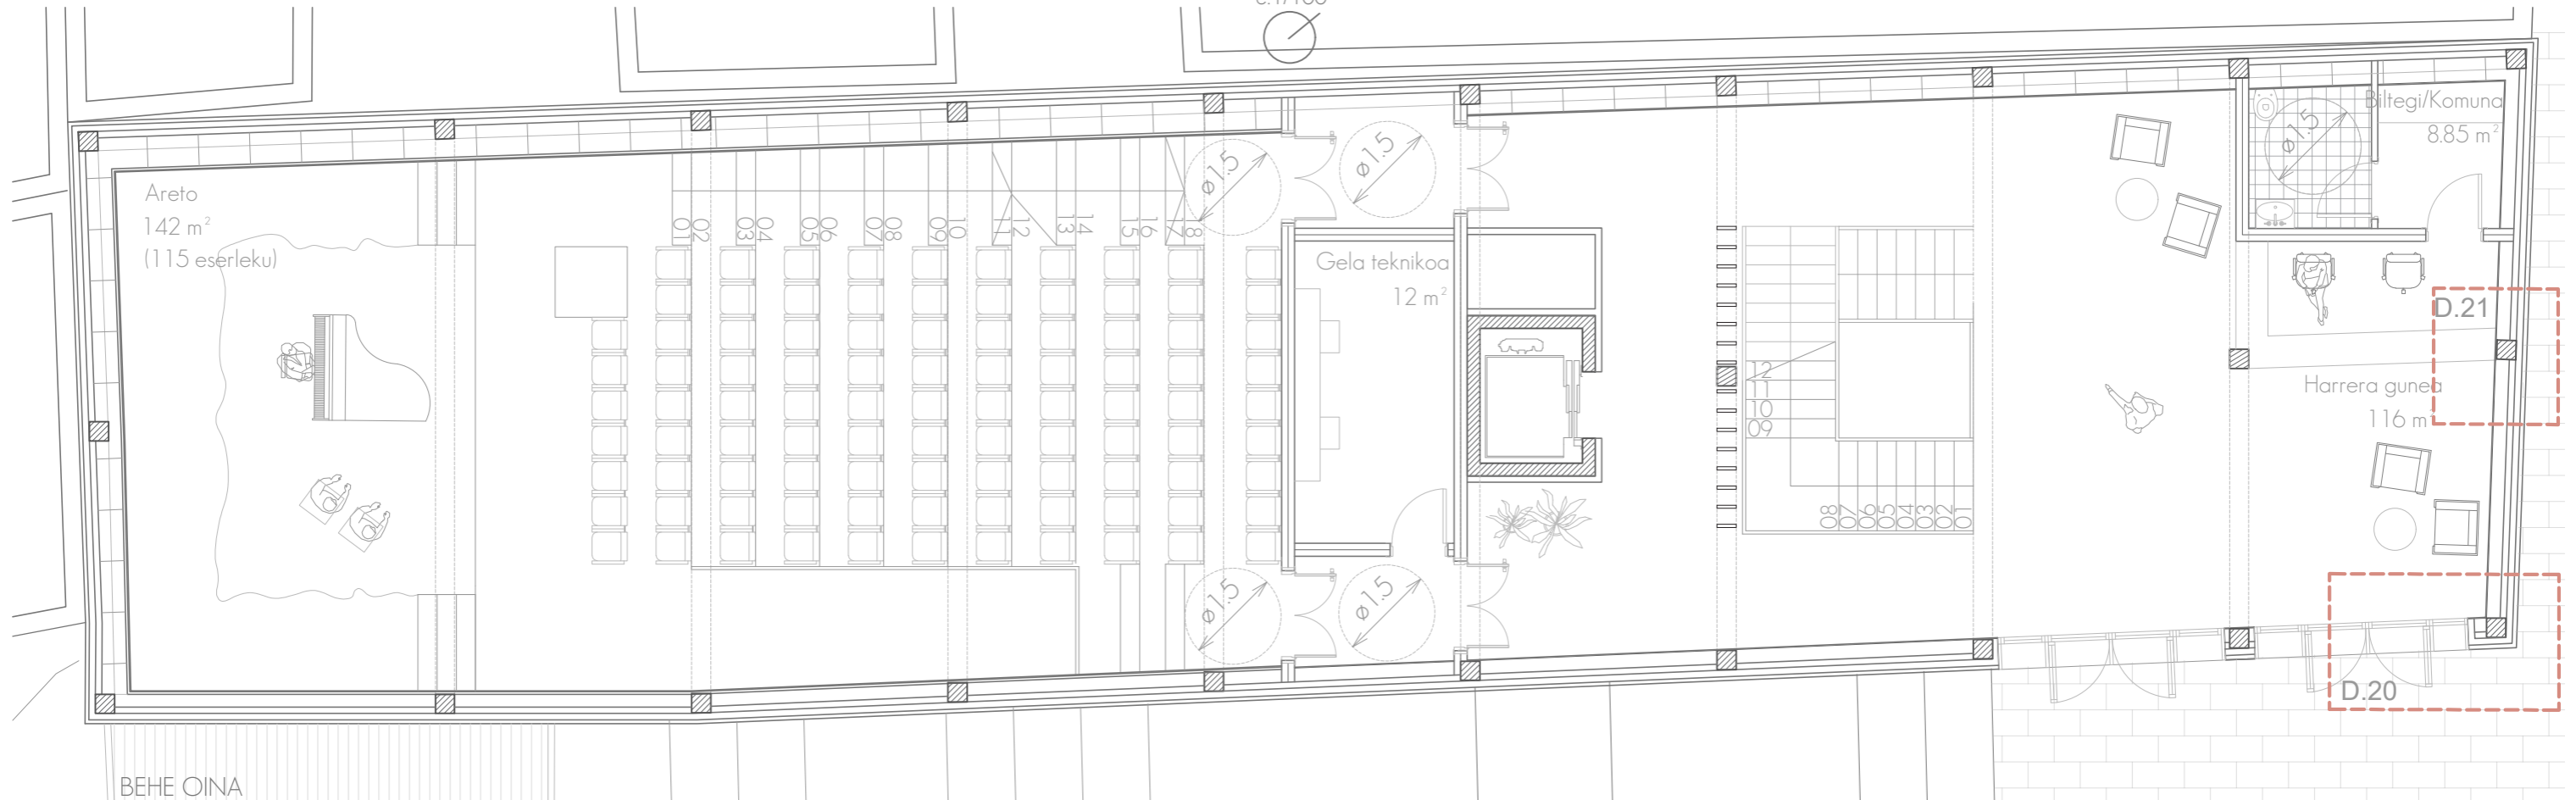 Areto
142 m²
(115 eserleku)
01
02
03
04
05
06
07
08
09
10
11
12
13
14
15
16
17
18
ø1.5
ø1.5
Gela teknikoa
12 m²
ø1.5
ø1.5
12
11
10
09
08
07
06
05
04
03
02
01
ø1.5
Biltegi/Komuna
8.85 m²
D.21
Harrera gunea
116 m²
D.20
BEHE OINA